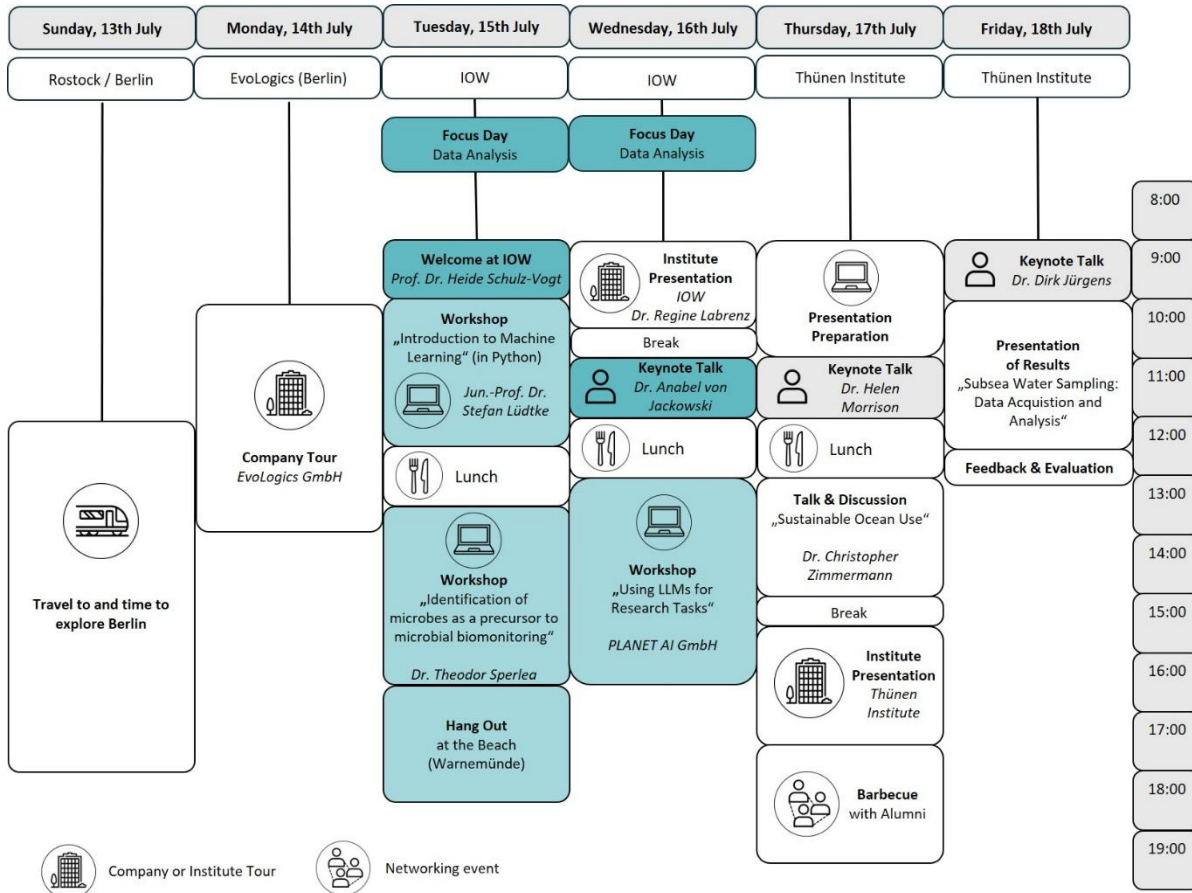 Sunday, 13th July
Monday, 14th July
Tuesday, 15th July
Wednesday, 16th July
Thursday, 17th July
Friday, 18th July
Rostock / Berlin
EvoLogics (Berlin)
IOW
IOW
Thünen Institute
Thünen Institute
Focus Day
Data Analysis
Focus Day
Data Analysis
Travel to and time to
explore Berlin
Company Tour
EvoLogics GmbH
Welcome at IOW
Prof. Dr. Heide Schulz-Vogt
Workshop
„Introduction to Machine
Learning“ (in Python)
Jun.-Prof. Dr.
Stefan Lüdtke
Lunch
Workshop
„Identification of
microbes as a precursor to
microbial biomonitoring“
Dr. Theodor Sperlea
Hang Out
at the Beach
(Warnemünde)
Institute
Presentation
IOW
Dr. Regine Labrenz
Break
Keynote Talk
Dr. Anabel von
Jackowski
Lunch
Workshop
„Using LLMs for
Research Tasks“
PLANET AI GmbH
Presentation
Preparation
Keynote Talk
Dr. Helen
Morrison
Lunch
Talk & Discussion
„Sustainable Ocean Use“
Dr. Christopher
Zimmermann
Break
Institute
Presentation
Thünen
Institute
Barbecue
with Alumni
Keynote Talk
Dr. Dirk Jürgens
Presentation
of Results
„Subsea Water Sampling:
Data Acquistion and
Analysis“
Feedback & Evaluation
8:00
9:00
10:00
11:00
12:00
13:00
14:00
15:00
16:00
17:00
18:00
19:00
Company or Institute Tour
Networking event